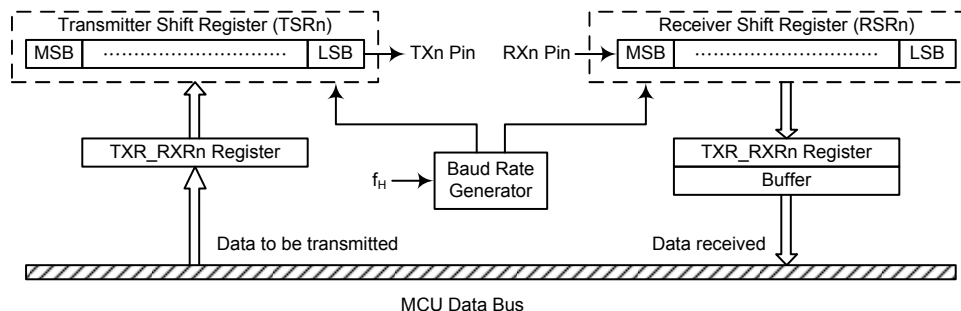 Transmitter Shift Register (TSRn)
MSB ............................ LSB
TXn Pin
RXn Pin
Receiver Shift Register (RSRn)
MSB ............................ LSB
TXR_RXRn Register
fH
Baud Rate
Generator
TXR_RXRn Register
Buffer
Data to be transmitted
Data received
MCU Data Bus